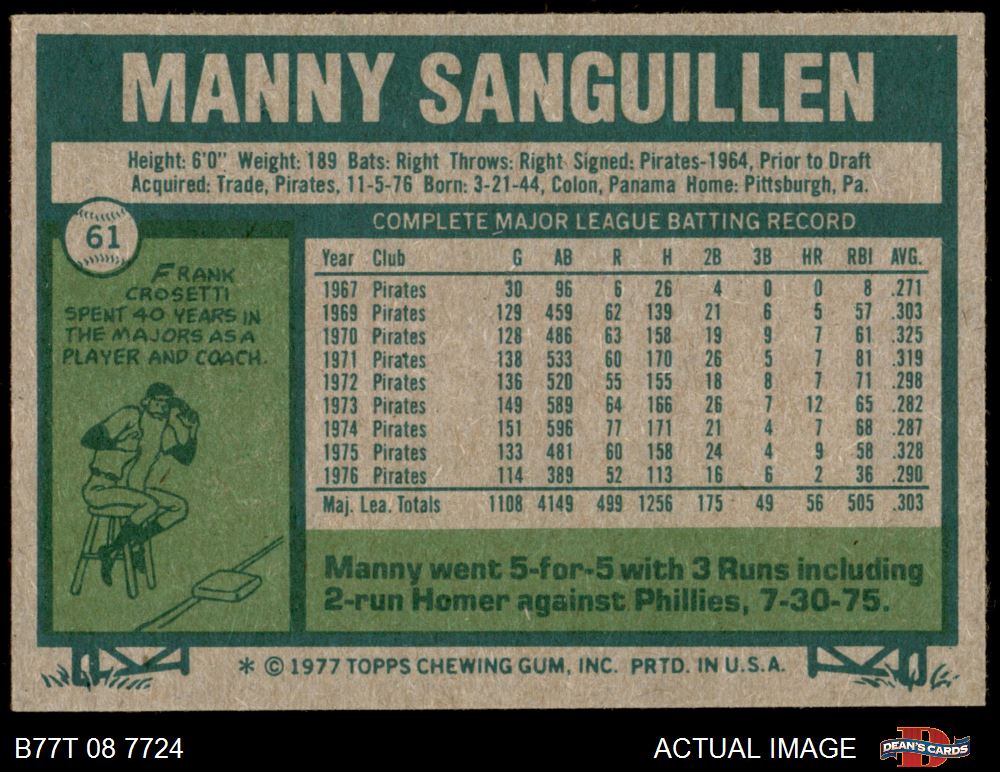 MANNY SANGUILLEN
Height: 6'0" Weight: 189 Bats: Right Throws: Right Signed: Pirates-1964, Prior to Draft
Acquired: Trade, Pirates, 11-5-76 Born: 3-21-44, Colon, Panama Home: Pittsburgh, Pa.
61
FRANK
CROSETTI
SPENT 40 YEARS IN
THE MAJORS AS A
PLAYER AND COACH.
COMPLETE MAJOR LEAGUE BATTING RECORD
Year Club G AB R H 2B 3B HR RBI AVG.
1967 Pirates 30 96 6 26 4 0 0 8 .271
1969 Pirates 129 459 62 139 21 6 5 57 .303
1970 Pirates 128 486 63 158 19 9 7 61 .325
1971 Pirates 138 533 60 170 26 5 7 81 .319
1972 Pirates 136 520 55 155 18 8 7 71 .298
1973 Pirates 149 589 64 166 26 7 12 65 .282
1974 Pirates 151 596 77 171 21 4 7 68 .287
1975 Pirates 133 481 60 158 24 4 9 58 .328
1976 Pirates 114 389 52 113 16 6 2 36 .290
Maj. Lea. Totals 1108 4149 499 1256 175 49 56 505 .303
Manny went 5-for-5 with 3 Runs including
2-run Homer against Phillies, 7-30-75.
* © 1977 TOPPS CHEWING GUM, INC. PRTD. IN U.S.A.
B77T 08 7724
ACTUAL IMAGE
D
DEAN'S CARDS